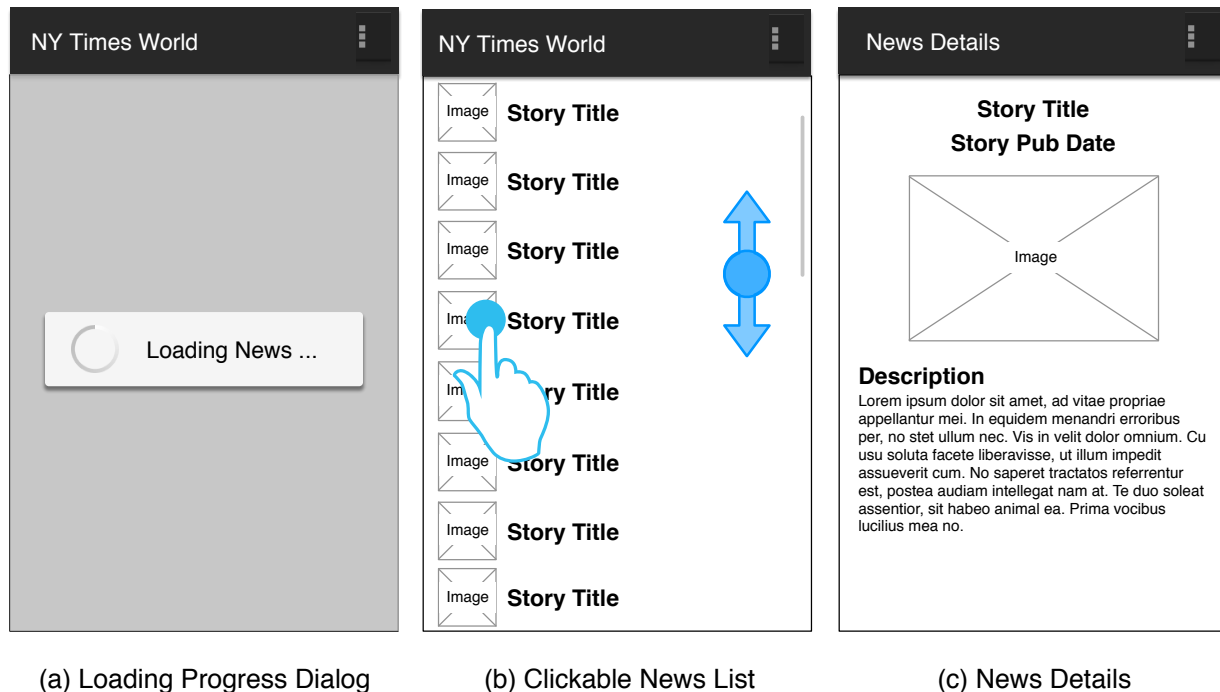 NY Times World
Loading News ...
(a) Loading Progress Dialog
NY Times World
Image Story Title
Image Story Title
Image Story Title
Story Title
Story Title
Image Story Title
Image Story Title
Image Story Title
(b) Clickable News List
News Details
Story Title
Story Pub Date
Image
Description
Lorem ipsum dolor sit amet, ad vitae propriae
appellantur mei. In equidem menandri erroribus
per, no stet ullum nec. Vis in velit dolor omnium. Cu
usu soluta facete liberavisse, ut illum impedit
assueverit cum. No saperet tractatos referrentur
est, postea audiam intellegat nam at. Te duo soleat
assentior, sit habeo animal ea. Prima vocibus
lucilius mea no.
(c) News Details